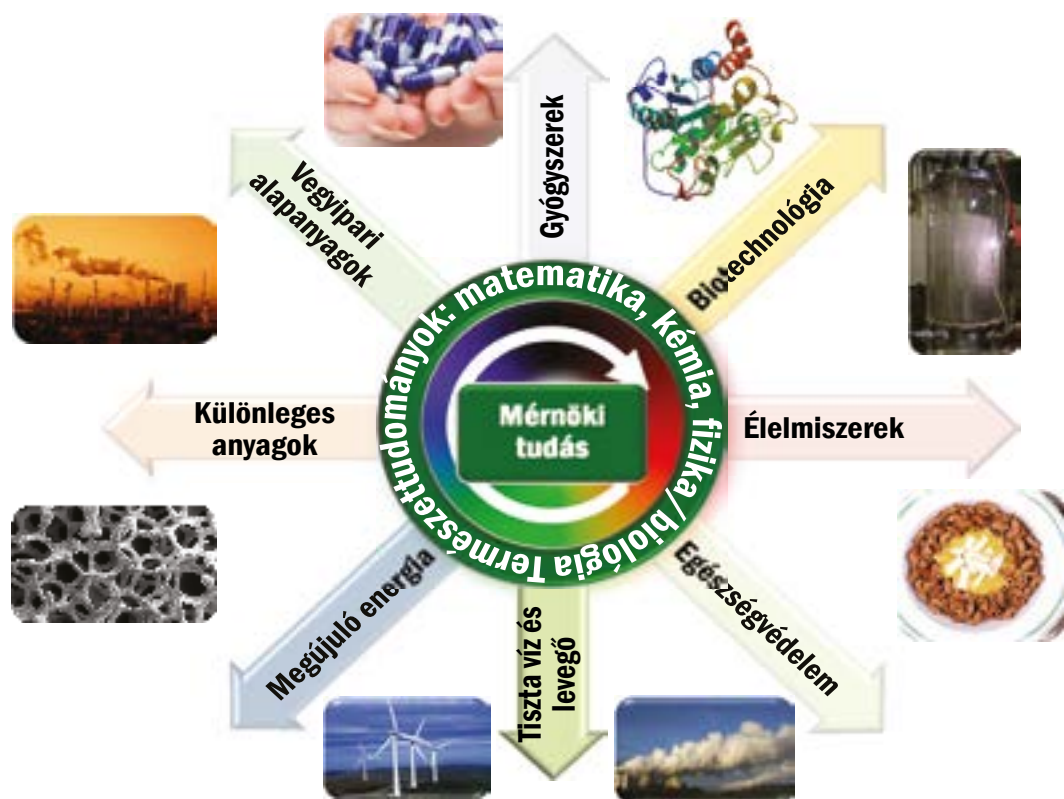 Gyógyszerek
Biotechnológia
Élelmiszerek
Egészségvédelem
Tiszta víz és
levegő
Megújuló energia
Különleges
anyagok
Vegyipari
alapanyagok
Természettudományok: matematika, kémia, fizika/biológia
Mérnöki
tudás